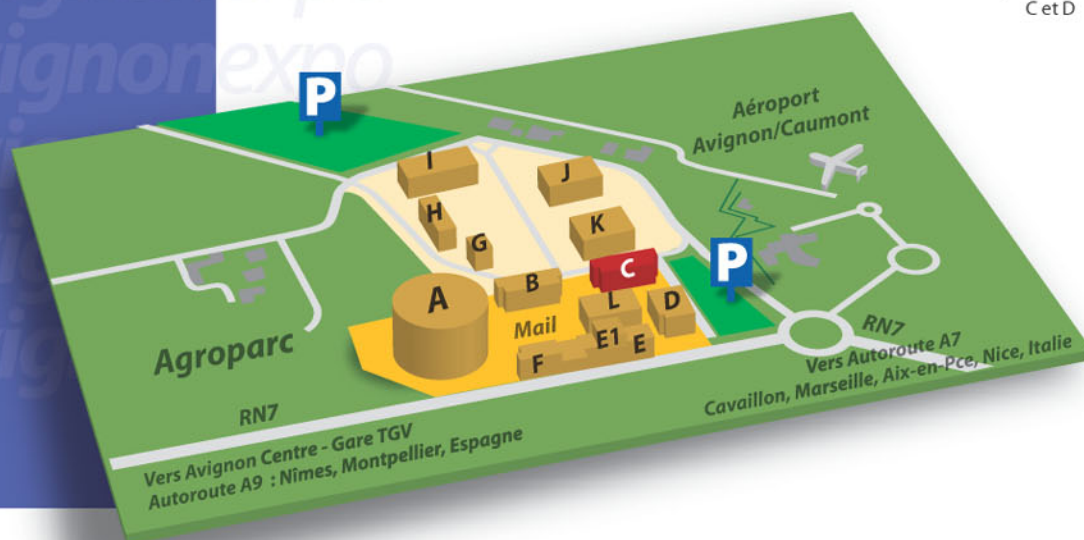 C et D
ignonexpo
P
Aéroport
Avignon/Caumont
I
J
H
K
G
C
P
B
A
L
D
Mail
E1
E
F
Agroparc
RN7
Vers Autoroute A7
Cavaillon, Marseille, Aix-en-Pce, Nice, Italie
RN7
Vers Avignon Centre - Gare TGV
Autoroute A9 : Nîmes, Montpellier, Espagne